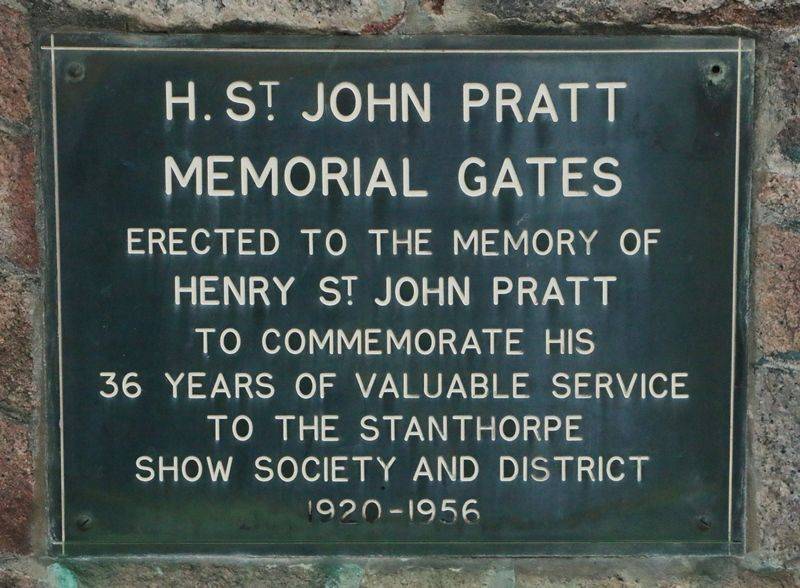 H. ST JOHN PRATT
MEMORIAL GATES
ERECTED TO THE MEMORY OF
HENRY ST JOHN PRATT
TO COMMEMORATE HIS
36 YEARS OF VALUABLE SERVICE
TO THE STANTHORPE
SHOW SOCIETY AND DISTRICT
1920-1956